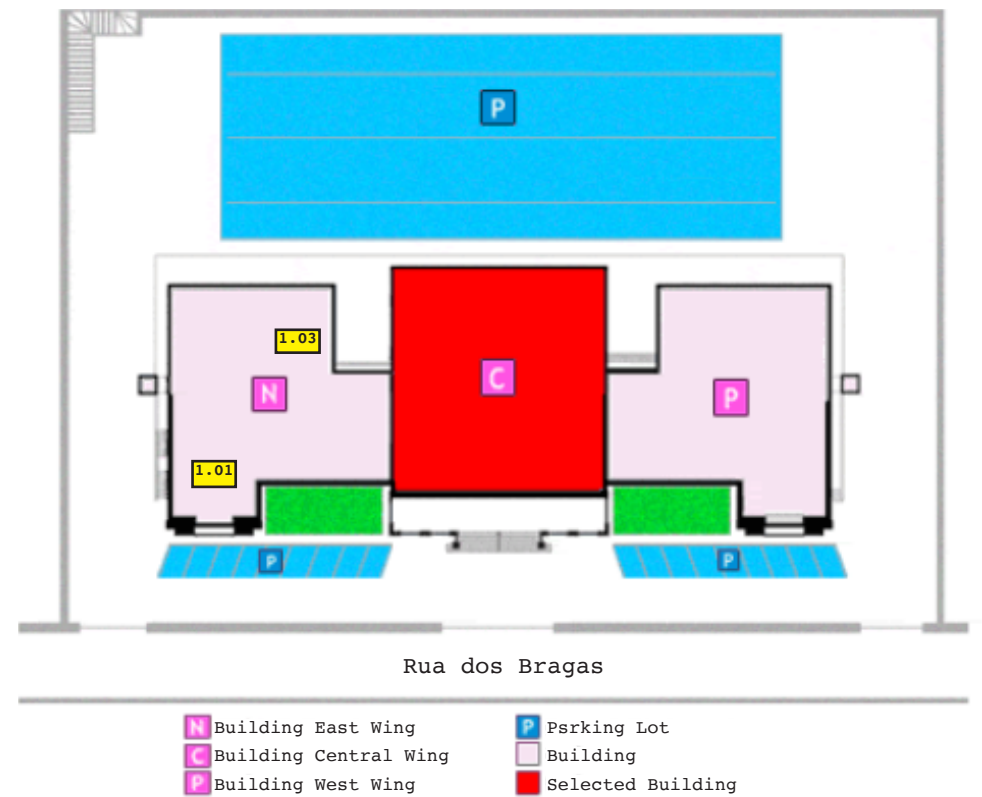 P
1.03
C
N
P
1.01
P
P
Rua dos Bragas
N Building East Wing
C Building Central Wing
P Building West Wing
P Psrking Lot
Building
Selected Building